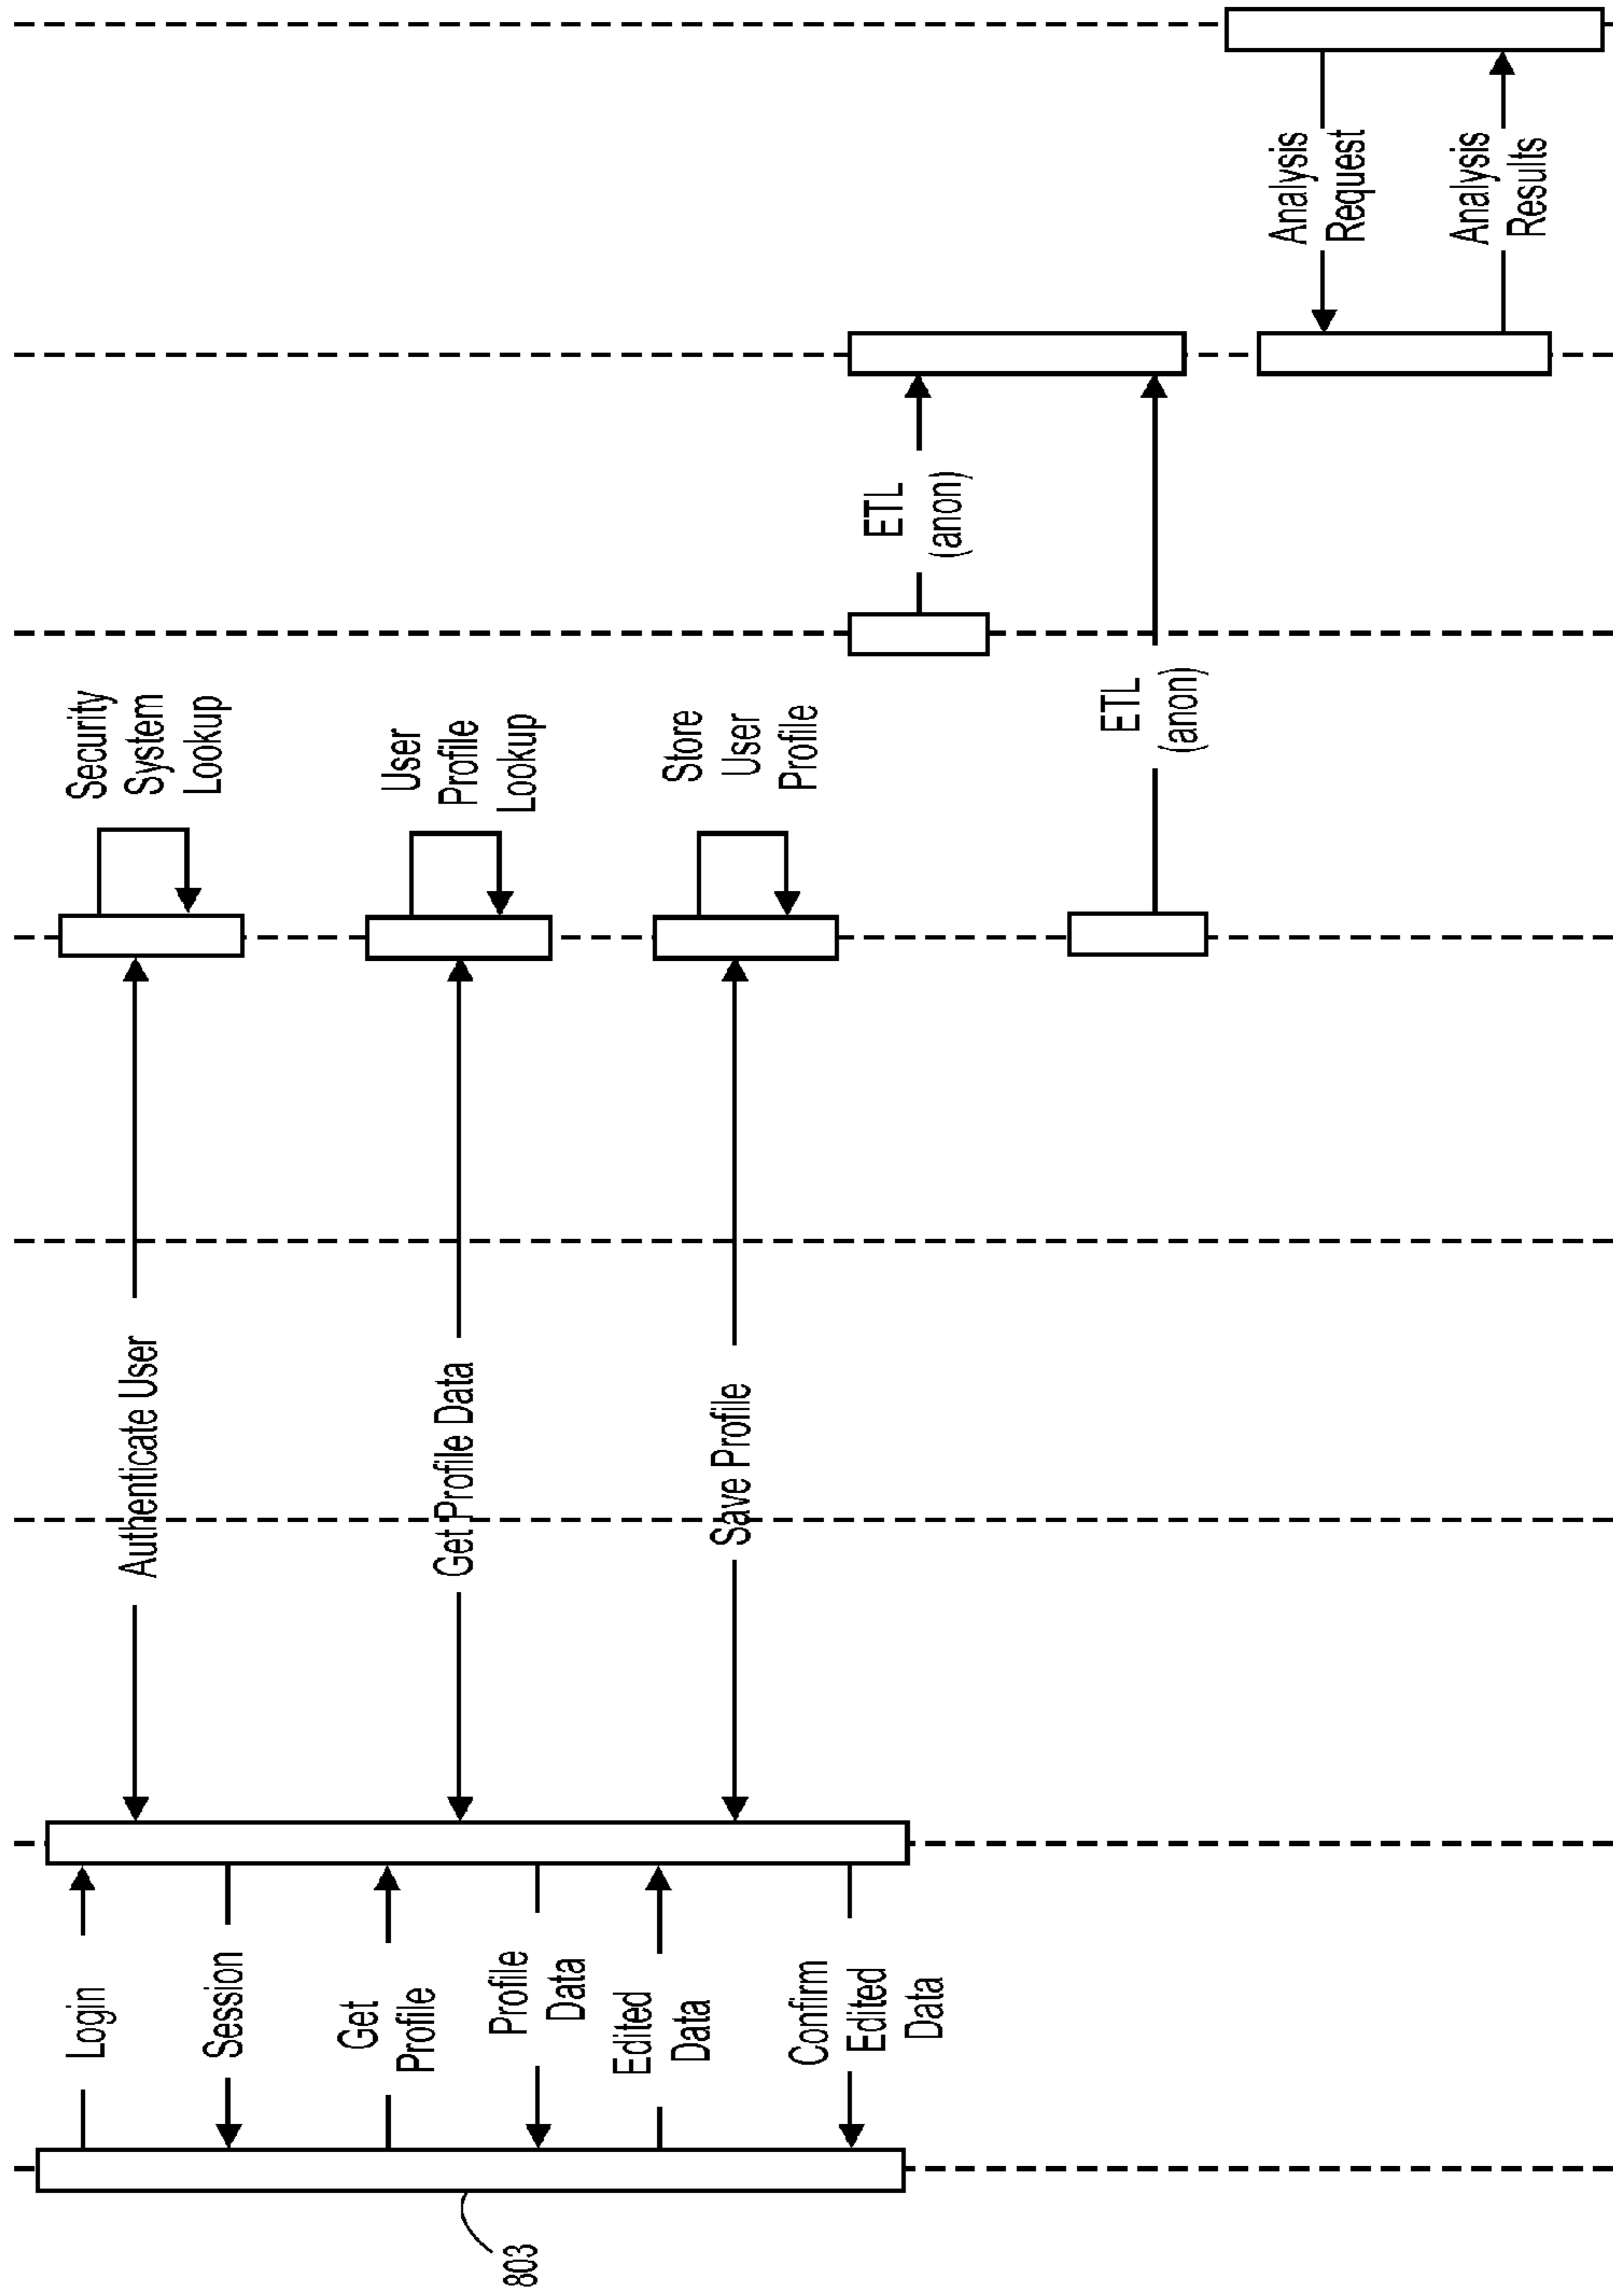 Login
Session
Get
Profile
Profile
Data
Edited
Data
Confirm
Edited
Data
803
Authenticate User
Get Profile Data
Save Profile
Security
System
Lookup
User
Profile
Lookup
Store
User
Profile
ETL
(anon)
ETL
(anon)
Analysis
Request
Analysis
Results